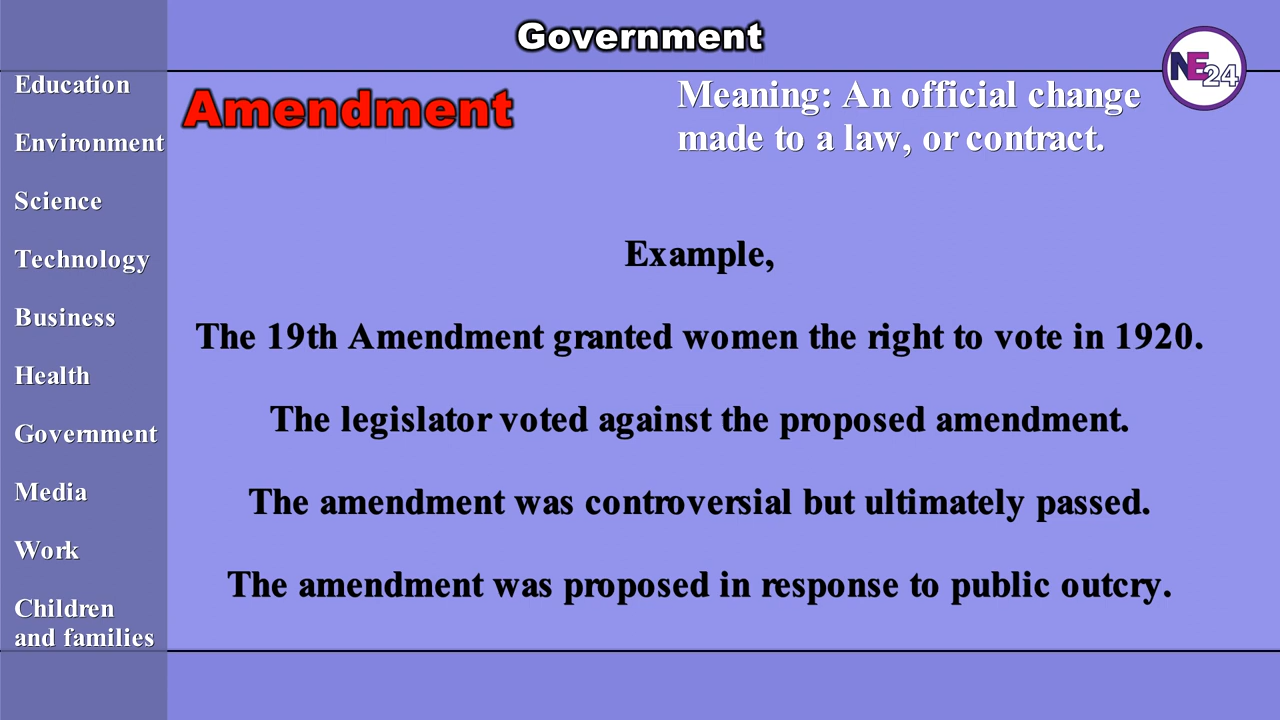 Government
NE24
Education
Environment
Science
Technology
Business
Health
Government
Media
Work
Children
and families
Amendment
Meaning: An official change
made to a law, or contract.
Example,
The 19th Amendment granted women the right to vote in 1920.
The legislator voted against the proposed amendment.
The amendment was controversial but ultimately passed.
The amendment was proposed in response to public outcry.